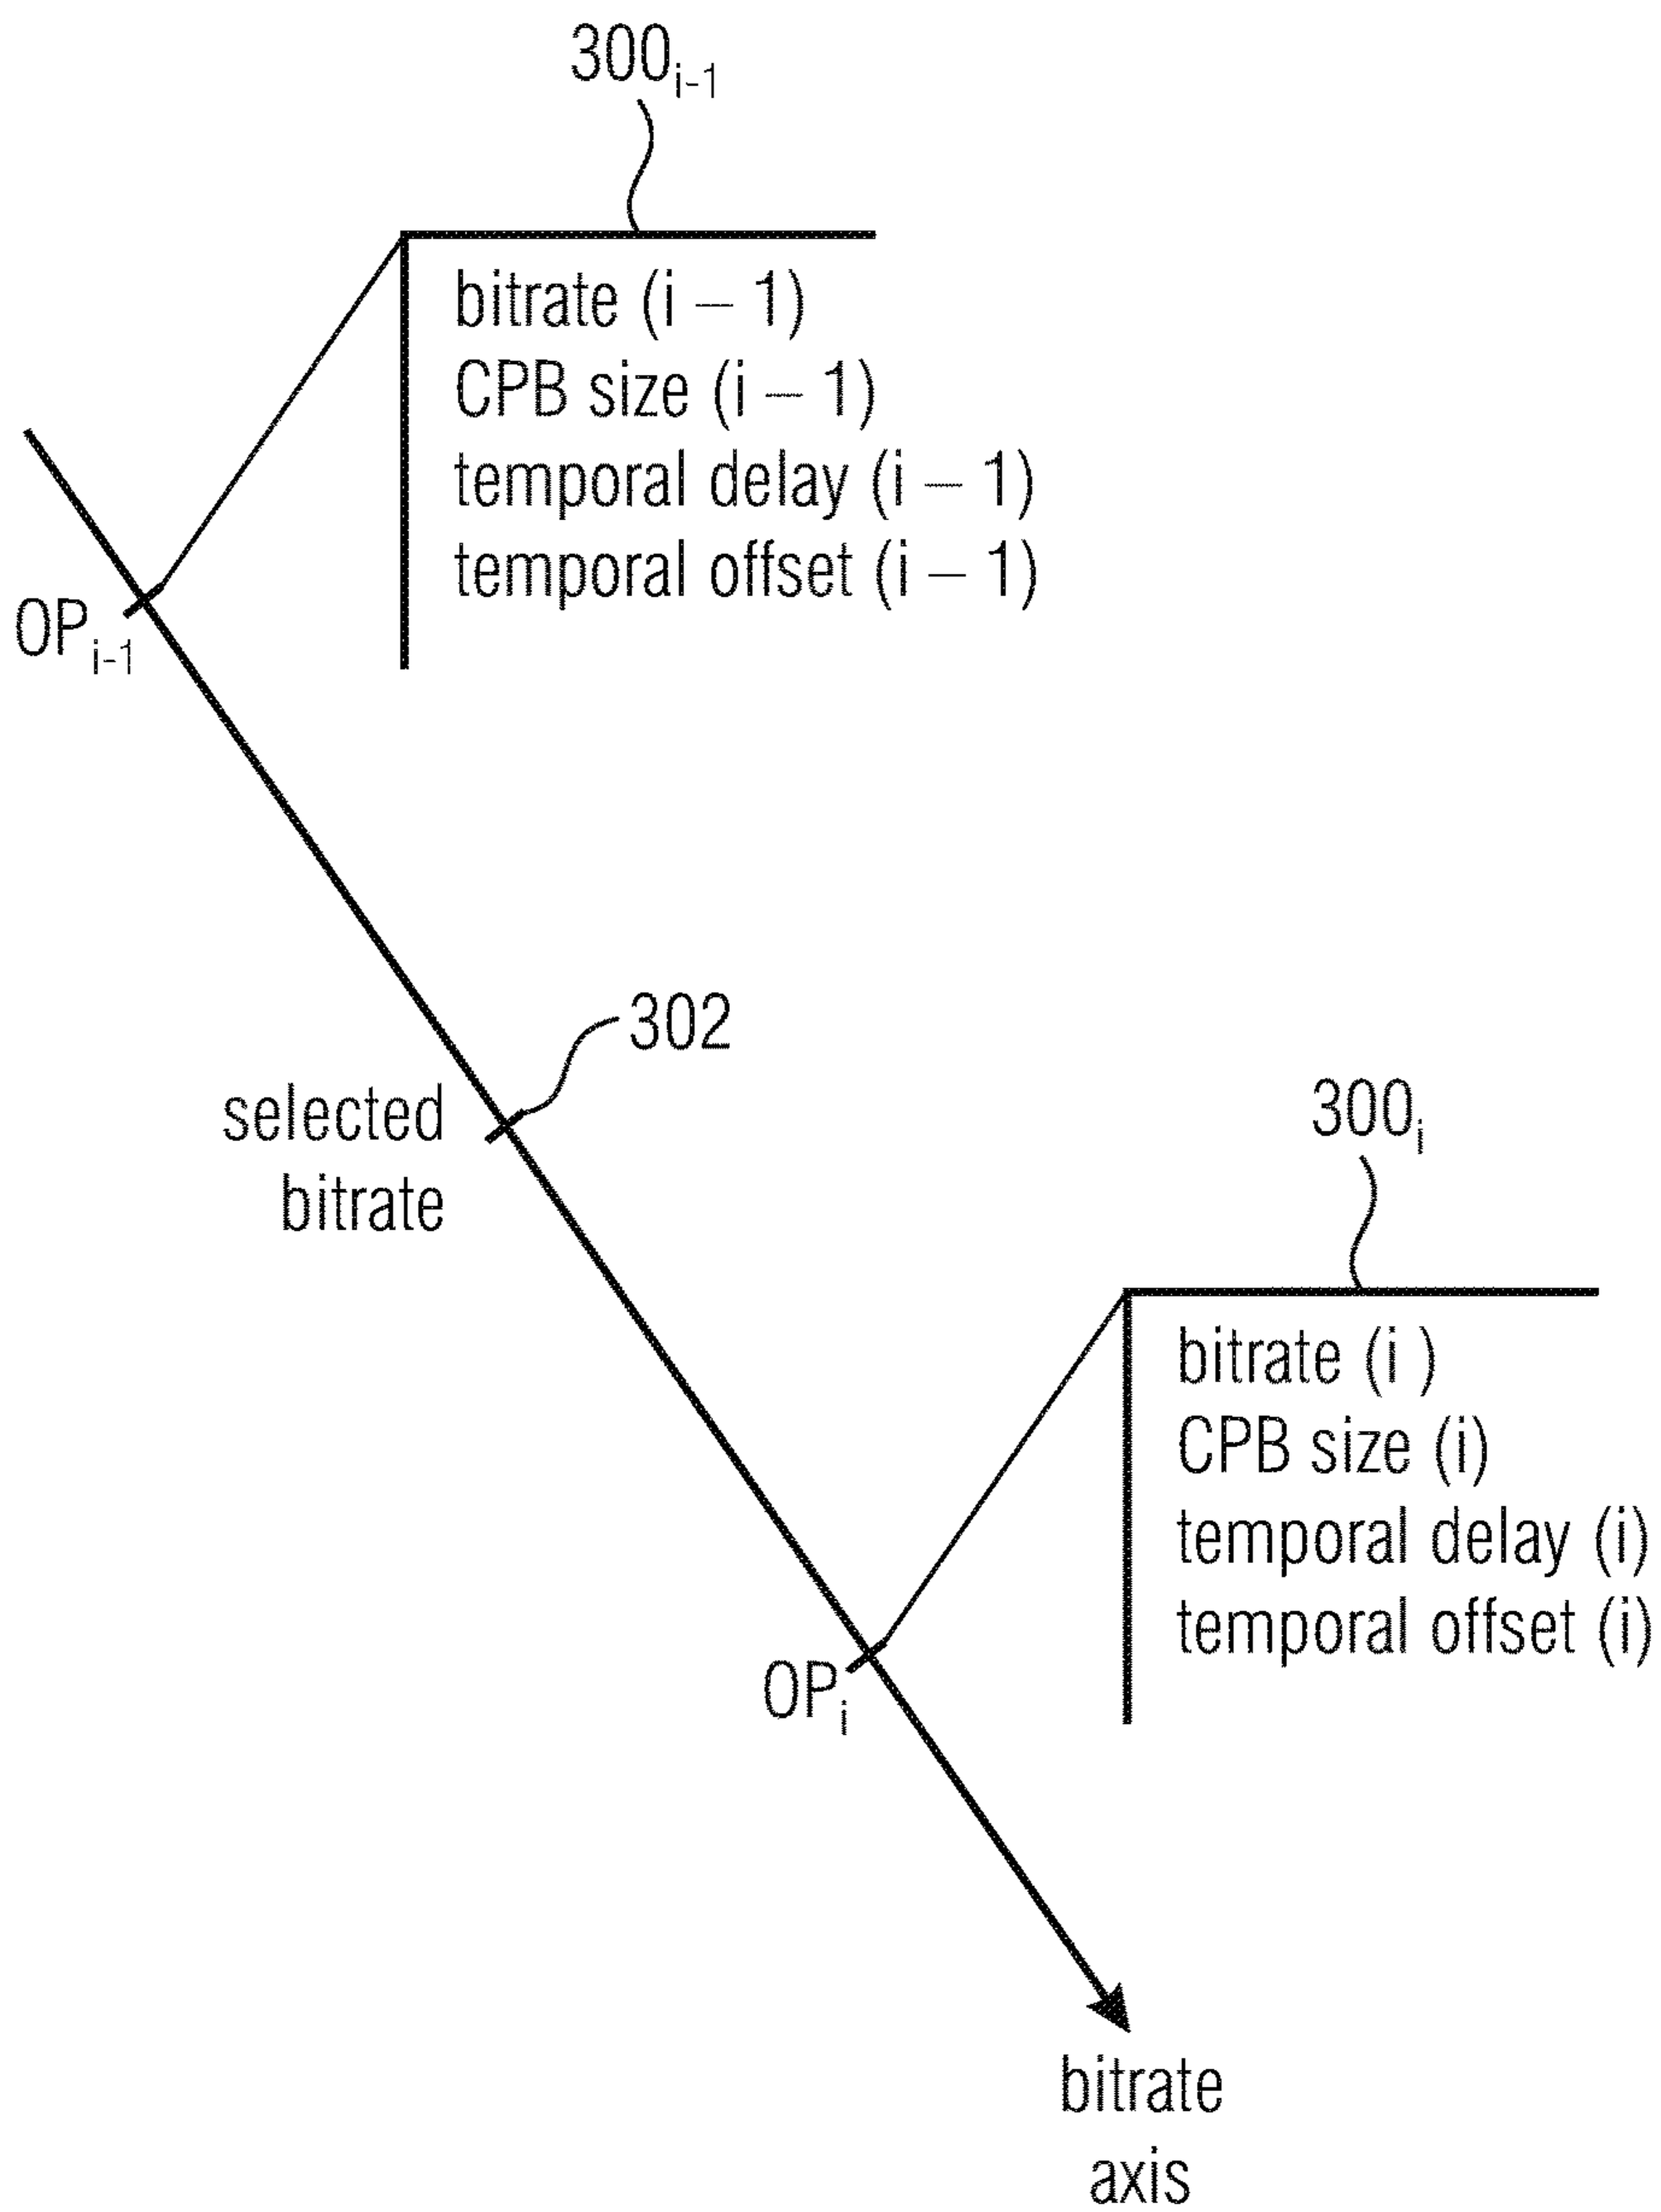 300i-1
bitrate (i – 1)
CPB size (i – 1)
temporal delay (i – 1)
temporal offset (i – 1)
OPi-1
302
selected
bitrate
300i
bitrate (i )
CPB size (i)
temporal delay (i)
temporal offset (i)
OPi
bitrate
axis